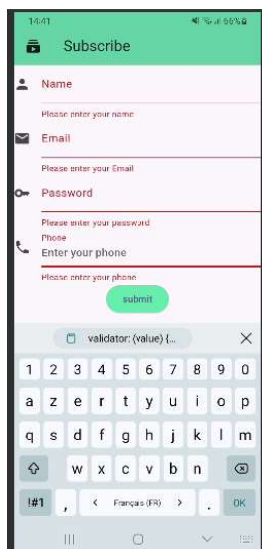 14:41
66%
Subscribe
Name
Please enter your name
Email
Please enter your Email
Password
Please enter your password
Phone
Enter your phone
Please enter your phone
submit
validator: (value) {...
1 2 3 4 5 6 7 8 9 0
a z e r t y u i o p
q s d f g h j k l m
w x c v b n
!#1 , < Français (FR) > . OK